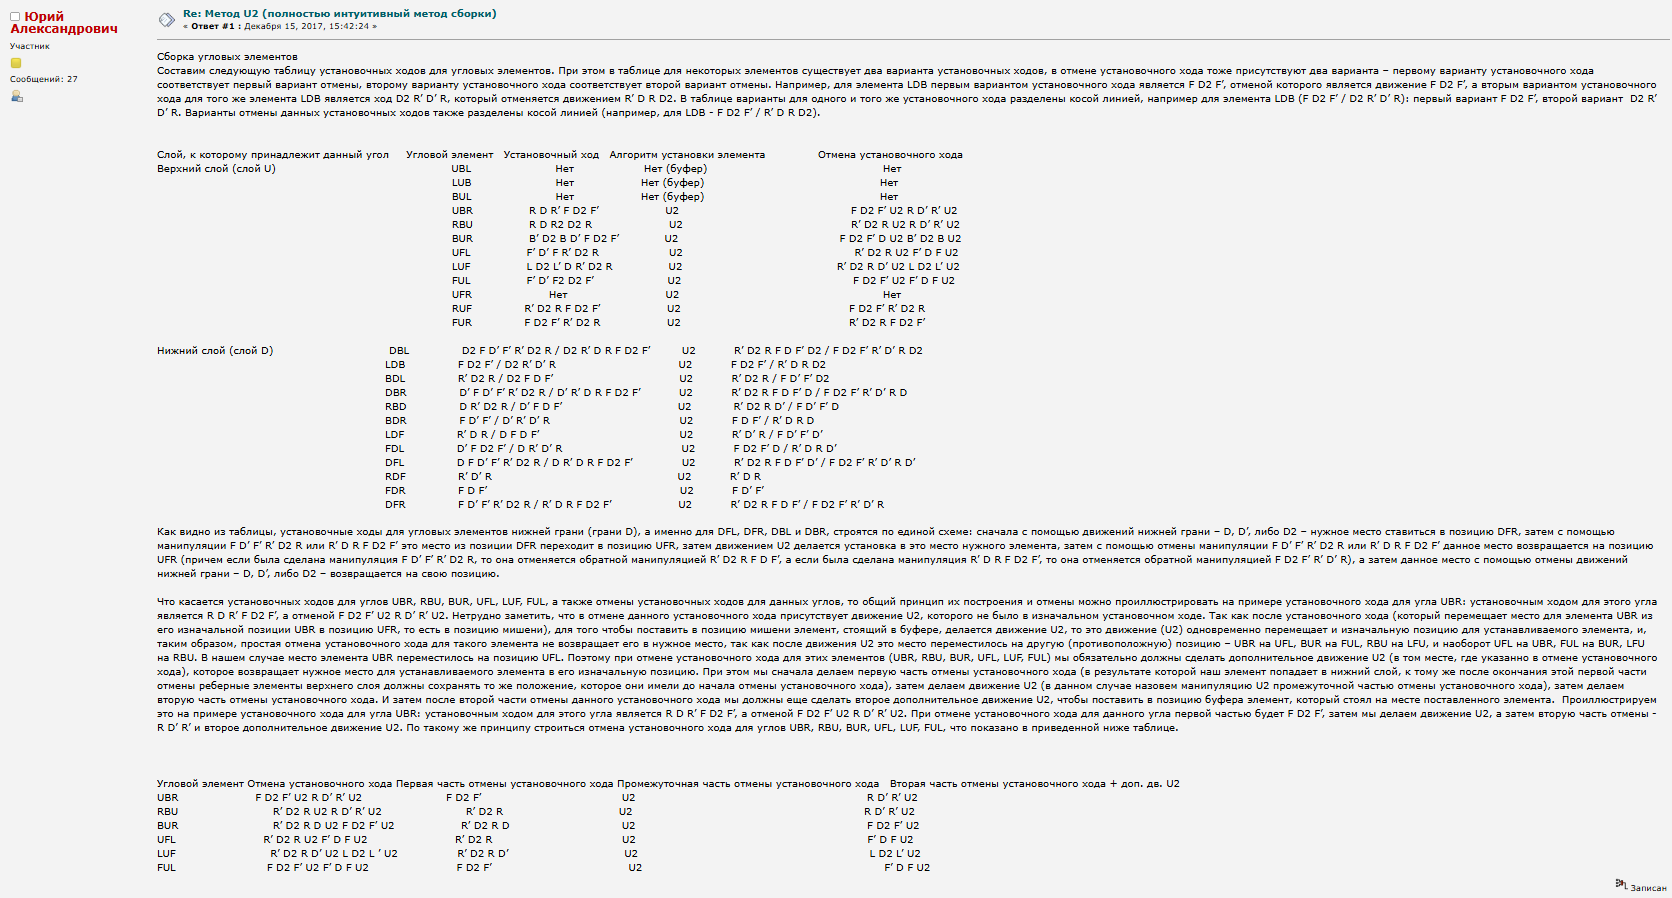 Юрий
Александрович
Участник
Сообщений: 27
Re: Метод U2 (полностью интуитивный метод сборки)
« Ответ #1 : Декабря 15, 2017, 15:42:24 »
Сборка угловых элементов
Составим следующую таблицу установочных ходов для угловых элементов. При этом в таблице для некоторых элементов существует два варианта установочных ходов, в отмене установочного хода тоже присутствуют два варианта – первому варианту установочного хода
соответствует первый вариант отмены, второму варианту установочного хода соответствует второй вариант отмены. Например, для элемента LDB первым вариантом установочного хода является F D2 F’, отменой которого является движение F D2 F’, а вторым вариантом установочного
хода для того же элемента LDB является ход D2 R’ D’ R, который отменяется движением R’ D R D2. В таблице варианты для одного и того же установочного хода разделены косой линией, например для элемента LDB (F D2 F’ / D2 R’ D’ R): первый вариант F D2 F’, второй вариант  D2 R’
D’ R. Варианты отмены данных установочных ходов также разделены косой линией (например, для LDB - F D2 F’ / R’ D R D2).
Слой, к которому принадлежит данный угол Угловой элемент Установочный ход Алгоритм установки элемента Отмена установочного хода
Верхний слой (слой U) UBL Нет Нет (буфер) Нет
LUB Нет Нет (буфер) Нет
BUL Нет Нет (буфер) Нет
UBR R D R’ F D2 F’ U2 F D2 F’ U2 R D’ R’ U2
RBU R D R2 D2 R U2 R’ D2 R U2 R D’ R’ U2
BUR B’ D2 B D’ F D2 F’ U2 F D2 F’ D U2 B’ D2 B U2
UFL F’ D’ F R’ D2 R U2 R’ D2 R U2 F’ D F U2
LUF L D2 L’ D R’ D2 R U2 R’ D2 R D’ U2 L D2 L’ U2
FUL F’ D’ F2 D2 F’ U2 F D2 F’ U2 F’ D F U2
UFR Нет U2 Нет
RUF R’ D2 R F D2 F’ U2 F D2 F’ R’ D2 R
FUR F D2 F’ R’ D2 R U2 R’ D2 R F D2 F’
Нижний слой (слой D) DBL D2 F D’ F’ R’ D2 R / D2 R’ D R F D2 F’ U2 R’ D2 R F D F’ D2 / F D2 F’ R’ D’ R D2
LDB F D2 F’ / D2 R’ D’ R U2 F D2 F’ / R’ D R D2
BDL R’ D2 R / D2 F D F’ U2 R’ D2 R / F D’ F’ D2
DBR D’ F D’ F’ R’ D2 R / D’ R’ D R F D2 F’ U2 R’ D2 R F D F’ D / F D2 F’ R’ D’ R D
RBD D R’ D2 R / D’ F D F’ U2 R’ D2 R D’ / F D’ F’ D
BDR F D’ F’ / D’ R’ D’ R U2 F D F’ / R’ D R D
LDF R’ D R / D F D F’ U2 R’ D’ R / F D’ F’ D’
FDL D’ F D2 F’ / D R’ D’ R U2 F D2 F’ D / R’ D R D’
DFL D F D’ F’ R’ D2 R / D R’ D R F D2 F’ U2 R’ D2 R F D F’ D’ / F D2 F’ R’ D’ R D’
RDF R’ D’ R U2 R’ D R
FDR F D F’ U2 F D’ F’
DFR F D’ F’ R’ D2 R / R’ D R F D2 F’ U2 R’ D2 R F D F’ / F D2 F’ R’ D’ R
Как видно из таблицы, установочные ходы для угловых элементов нижней грани (грани D), а именно для DFL, DFR, DBL и DBR, строятся по единой схеме: сначала с помощью движений нижней грани – D, D’, либо D2 – нужное место ставиться в позицию DFR, затем с помощью
манипуляции F D’ F’ R’ D2 R или R’ D R F D2 F’ это место из позиции DFR переходит в позицию UFR, затем движением U2 делается установка в это место нужного элемента, затем с помощью отмены манипуляции F D’ F’ R’ D2 R или R’ D R F D2 F’ данное место возвращается на позицию
UFR (причем если была сделана манипуляция F D’ F’ R’ D2 R, то она отменяется обратной манипуляцией R’ D2 R F D F’, а если была сделана манипуляция R’ D R F D2 F’, то она отменяется обратной манипуляцией F D2 F’ R’ D’ R), а затем данное место с помощью отмены движений
нижней грани – D, D’, либо D2 – возвращается на свою позицию.
Что касается установочных ходов для углов UBR, RBU, BUR, UFL, LUF, FUL, а также отмены установочных ходов для данных углов, то общий принцип их построения и отмены можно проиллюстрировать на примере установочного хода для угла UBR: установочным ходом для этого угла
является R D R’ F D2 F’, а отменой F D2 F’ U2 R D’ R’ U2. Нетрудно заметить, что в отмене данного установочного хода присутствует движение U2, которого не было в изначальном установочном ходе. Так как после установочного хода (который перемещает место для элемента UBR из
его изначальной позиции UBR в позицию UFR, то есть в позицию мишени), для того чтобы поставить в позицию мишени элемент, стоящий в буфере, делается движение U2, то это движение (U2) одновременно перемещает и изначальную позицию для устанавливаемого элемента, и,
таким образом, простая отмена установочного хода для такого элемента не возвращает его в нужное место, так как после движения U2 это место переместилось на другую (противоположную) позицию – UBR на UFL, BUR на FUL, RBU на LFU, и наоборот UFL на UBR, FUL на BUR, LFU
на RBU. В нашем случае место элемента UBR переместилось на позицию UFL. Поэтому при отмене установочного хода для этих элементов (UBR, RBU, BUR, UFL, LUF, FUL) мы обязательно должны сделать дополнительное движение U2 (в том месте, где указанно в отмене установочного
хода), которое возвращает нужное место для устанавливаемого элемента в его изначальную позицию. При этом мы сначала делаем первую часть отмены установочного хода (в результате которой наш элемент попадает в нижний слой, к тому же после окончания этой первой части
отмены реберные элементы верхнего слоя должны сохранять то же положение, которое они имели до начала отмены установочного хода), затем делаем движение U2 (в данном случае назовем манипуляцию U2 промежуточной частью отмены установочного хода), затем делаем
вторую часть отмены установочного хода. И затем после второй части отмены данного установочного хода мы должны еще сделать второе дополнительное движение U2, чтобы поставить в позицию буфера элемент, который стоял на месте поставленного элемента.  Проиллюстрируем
это на примере установочного хода для угла UBR: установочным ходом для этого угла является R D R’ F D2 F’, а отменой F D2 F’ U2 R D’ R’ U2. При отмене установочного хода для данного угла первой частью будет F D2 F’, затем мы делаем движение U2, а затем вторую часть отмены -
R D’ R’ и второе дополнительное движение U2. По такому же принципу строиться отмена установочного хода для углов UBR, RBU, BUR, UFL, LUF, FUL, что показано в приведенной ниже таблице.
Угловой элемент Отмена установочного хода Первая часть отмены установочного хода Промежуточная часть отмены установочного хода Вторая часть отмены установочного хода + доп. дв. U2
UBR F D2 F’ U2 R D’ R’ U2 F D2 F’ U2 R D’ R’ U2
RBU R’ D2 R U2 R D’ R’ U2 R’ D2 R U2 R D’ R’ U2
BUR R’ D2 R D U2 F D2 F’ U2 R’ D2 R D U2 F D2 F’ U2
UFL R’ D2 R U2 F’ D F U2 R’ D2 R U2 F’ D F U2
LUF R’ D2 R D’ U2 L D2 L ’ U2 R’ D2 R D’ U2 L D2 L’ U2
FUL F D2 F’ U2 F’ D F U2 F D2 F’ U2 F’ D F U2
Записан